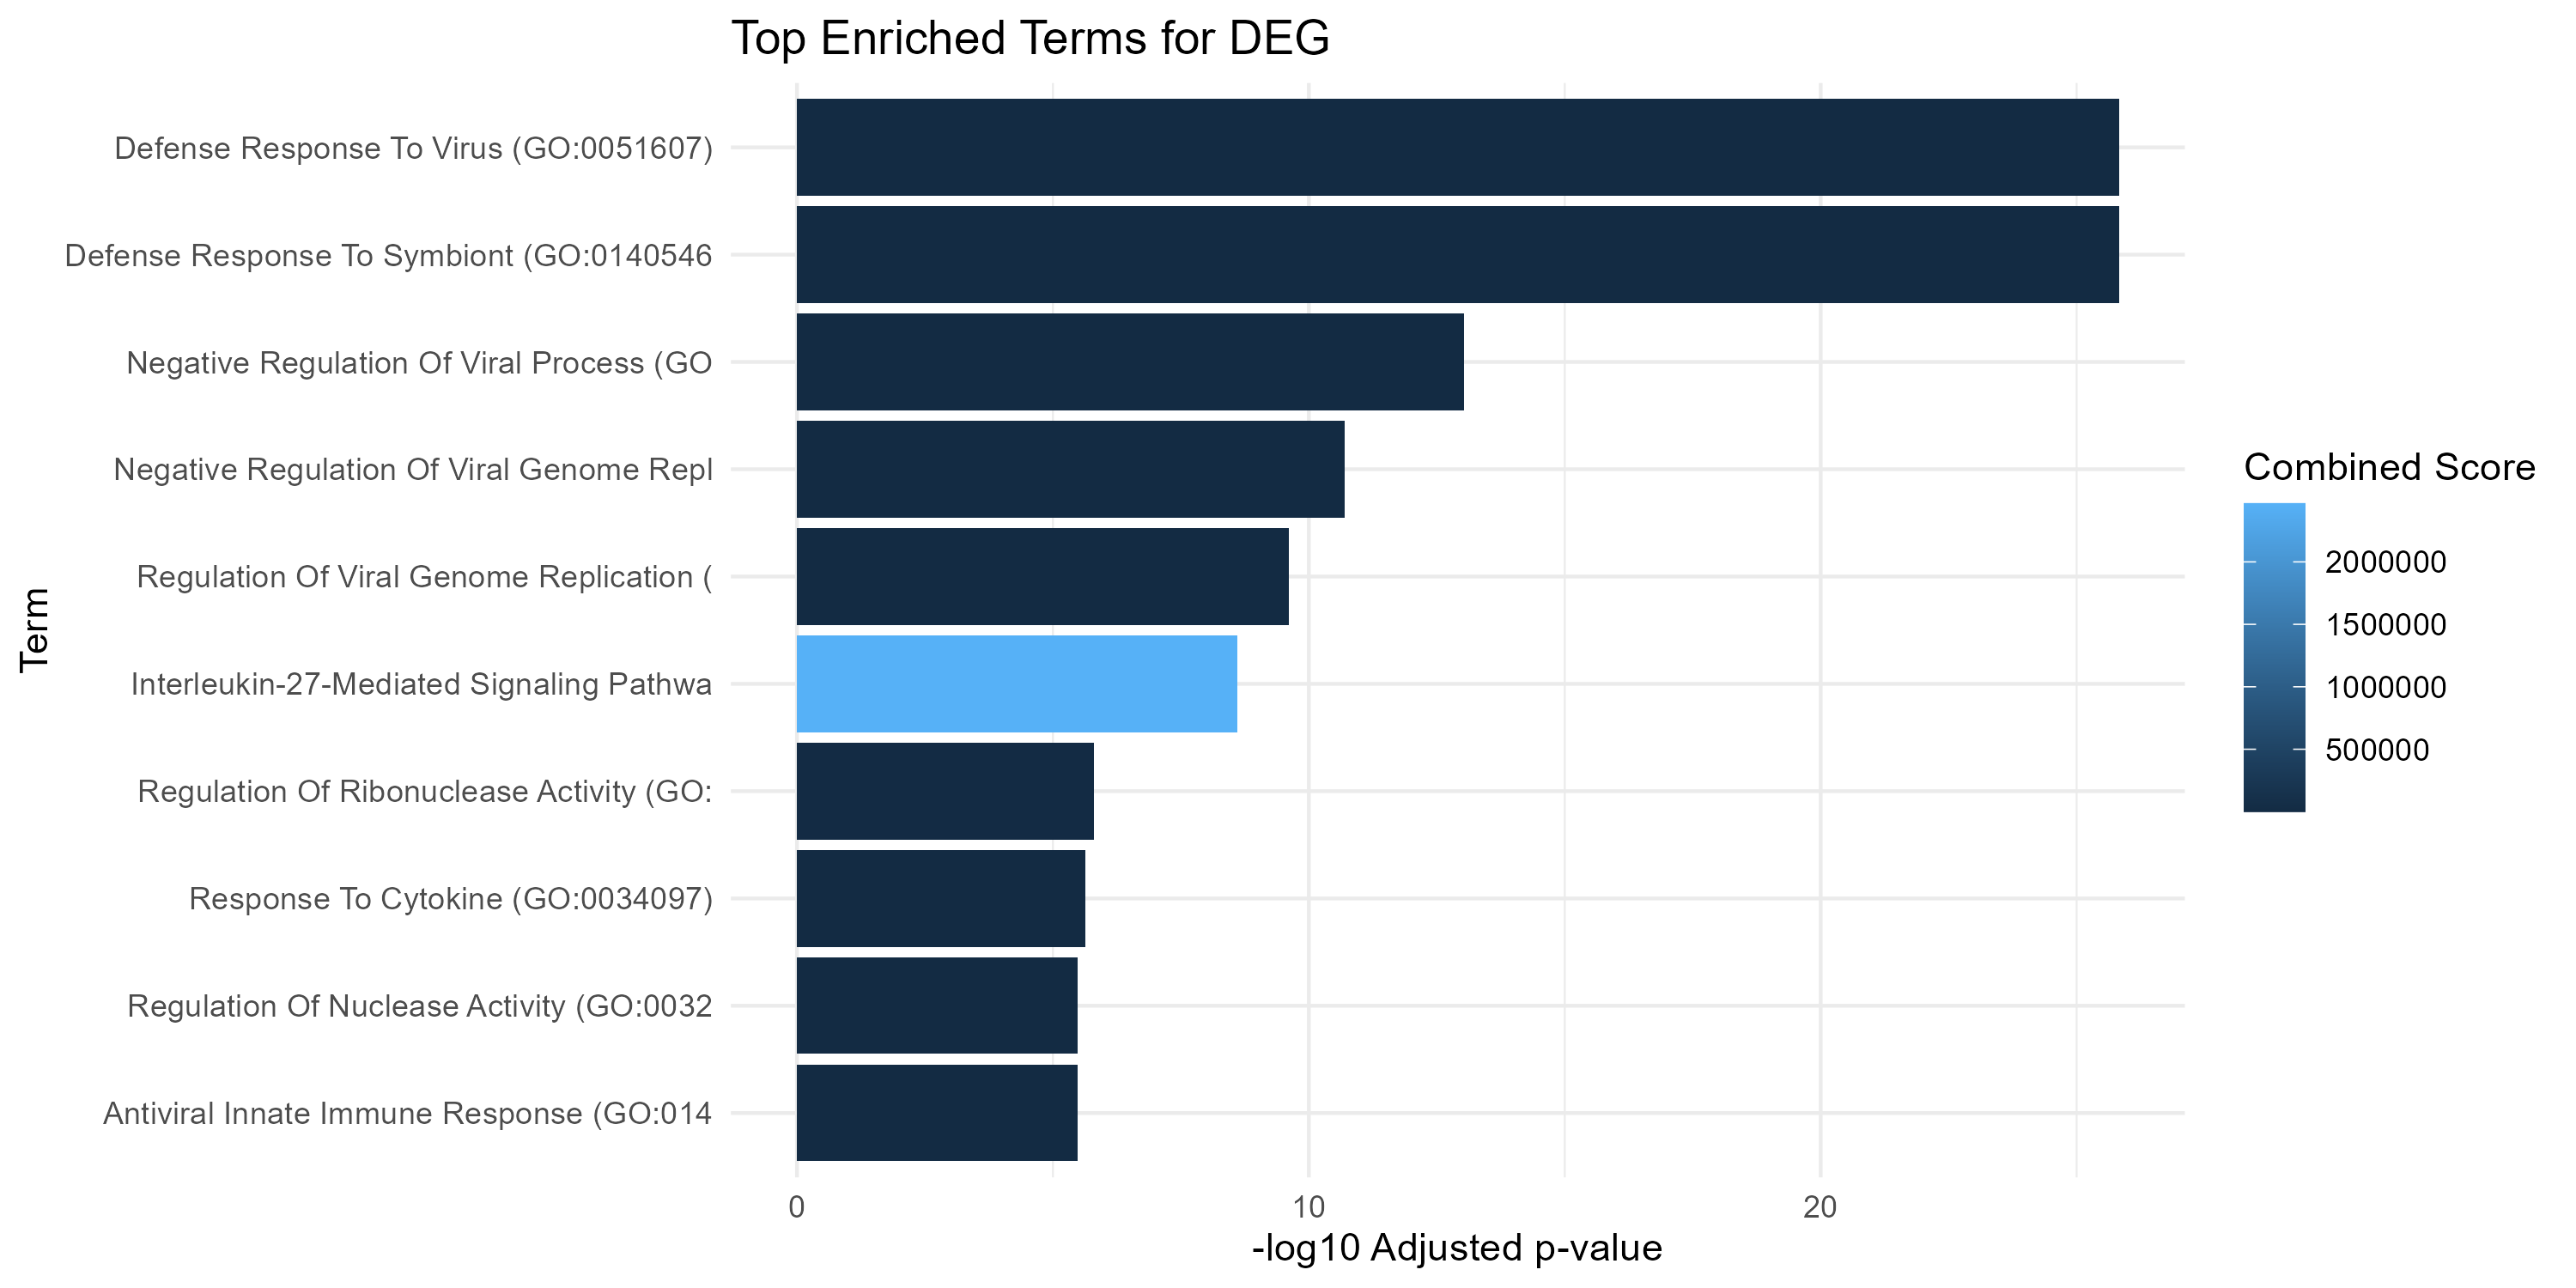 Top Enriched Terms for DEG
Term
Defense Response To Virus (GO:0051607)
Defense Response To Symbiont (GO:0140546
Negative Regulation Of Viral Process (GO
Negative Regulation Of Viral Genome Repl
Regulation Of Viral Genome Replication (
Interleukin-27-Mediated Signaling Pathwa
Regulation Of Ribonuclease Activity (GO:
Response To Cytokine (GO:0034097)
Regulation Of Nuclease Activity (GO:0032
Antiviral Innate Immune Response (GO:014
0 10 20
-log10 Adjusted p-value
Combined Score
2000000
1500000
1000000
500000